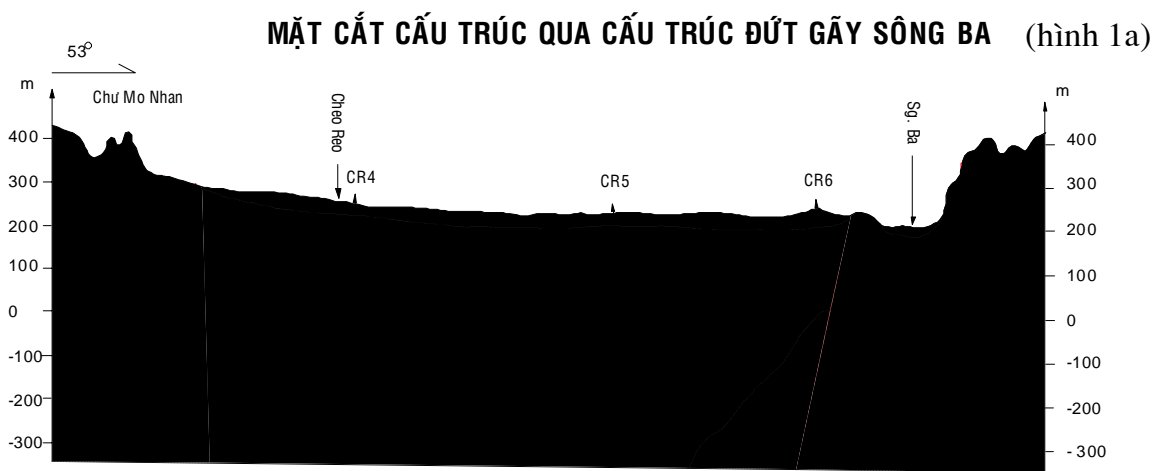 MẶT CẮT CẤU TRÚC QUA CẤU TRÚC ĐỨT GÃY SÔNG BA (hình 1a)
53°
m
m
Chư Mo Nhan
Cheo Reo
Sg. Ba
CR4
CR5
CR6
400
400
300
300
200
200
100
100
0
0
-100
-100
-200
-200
-300
-300